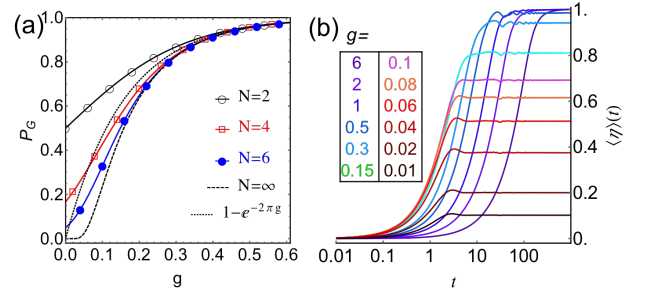 (a)
1.0
0.8
0.6
0.4
0.2
0.0
P_G
N=2
N=4
N=6
N=∞
1−e^{−2πg}
0.0 0.1 0.2 0.3 0.4 0.5 0.6
g
(b)
g=
6 0.1
2 0.08
1 0.06
0.5 0.04
0.3 0.02
0.15 0.01
1.
0.8
0.6
0.4
0.2
0.
⟨η⟩(t)
0.01 0.1 1 10 100
t